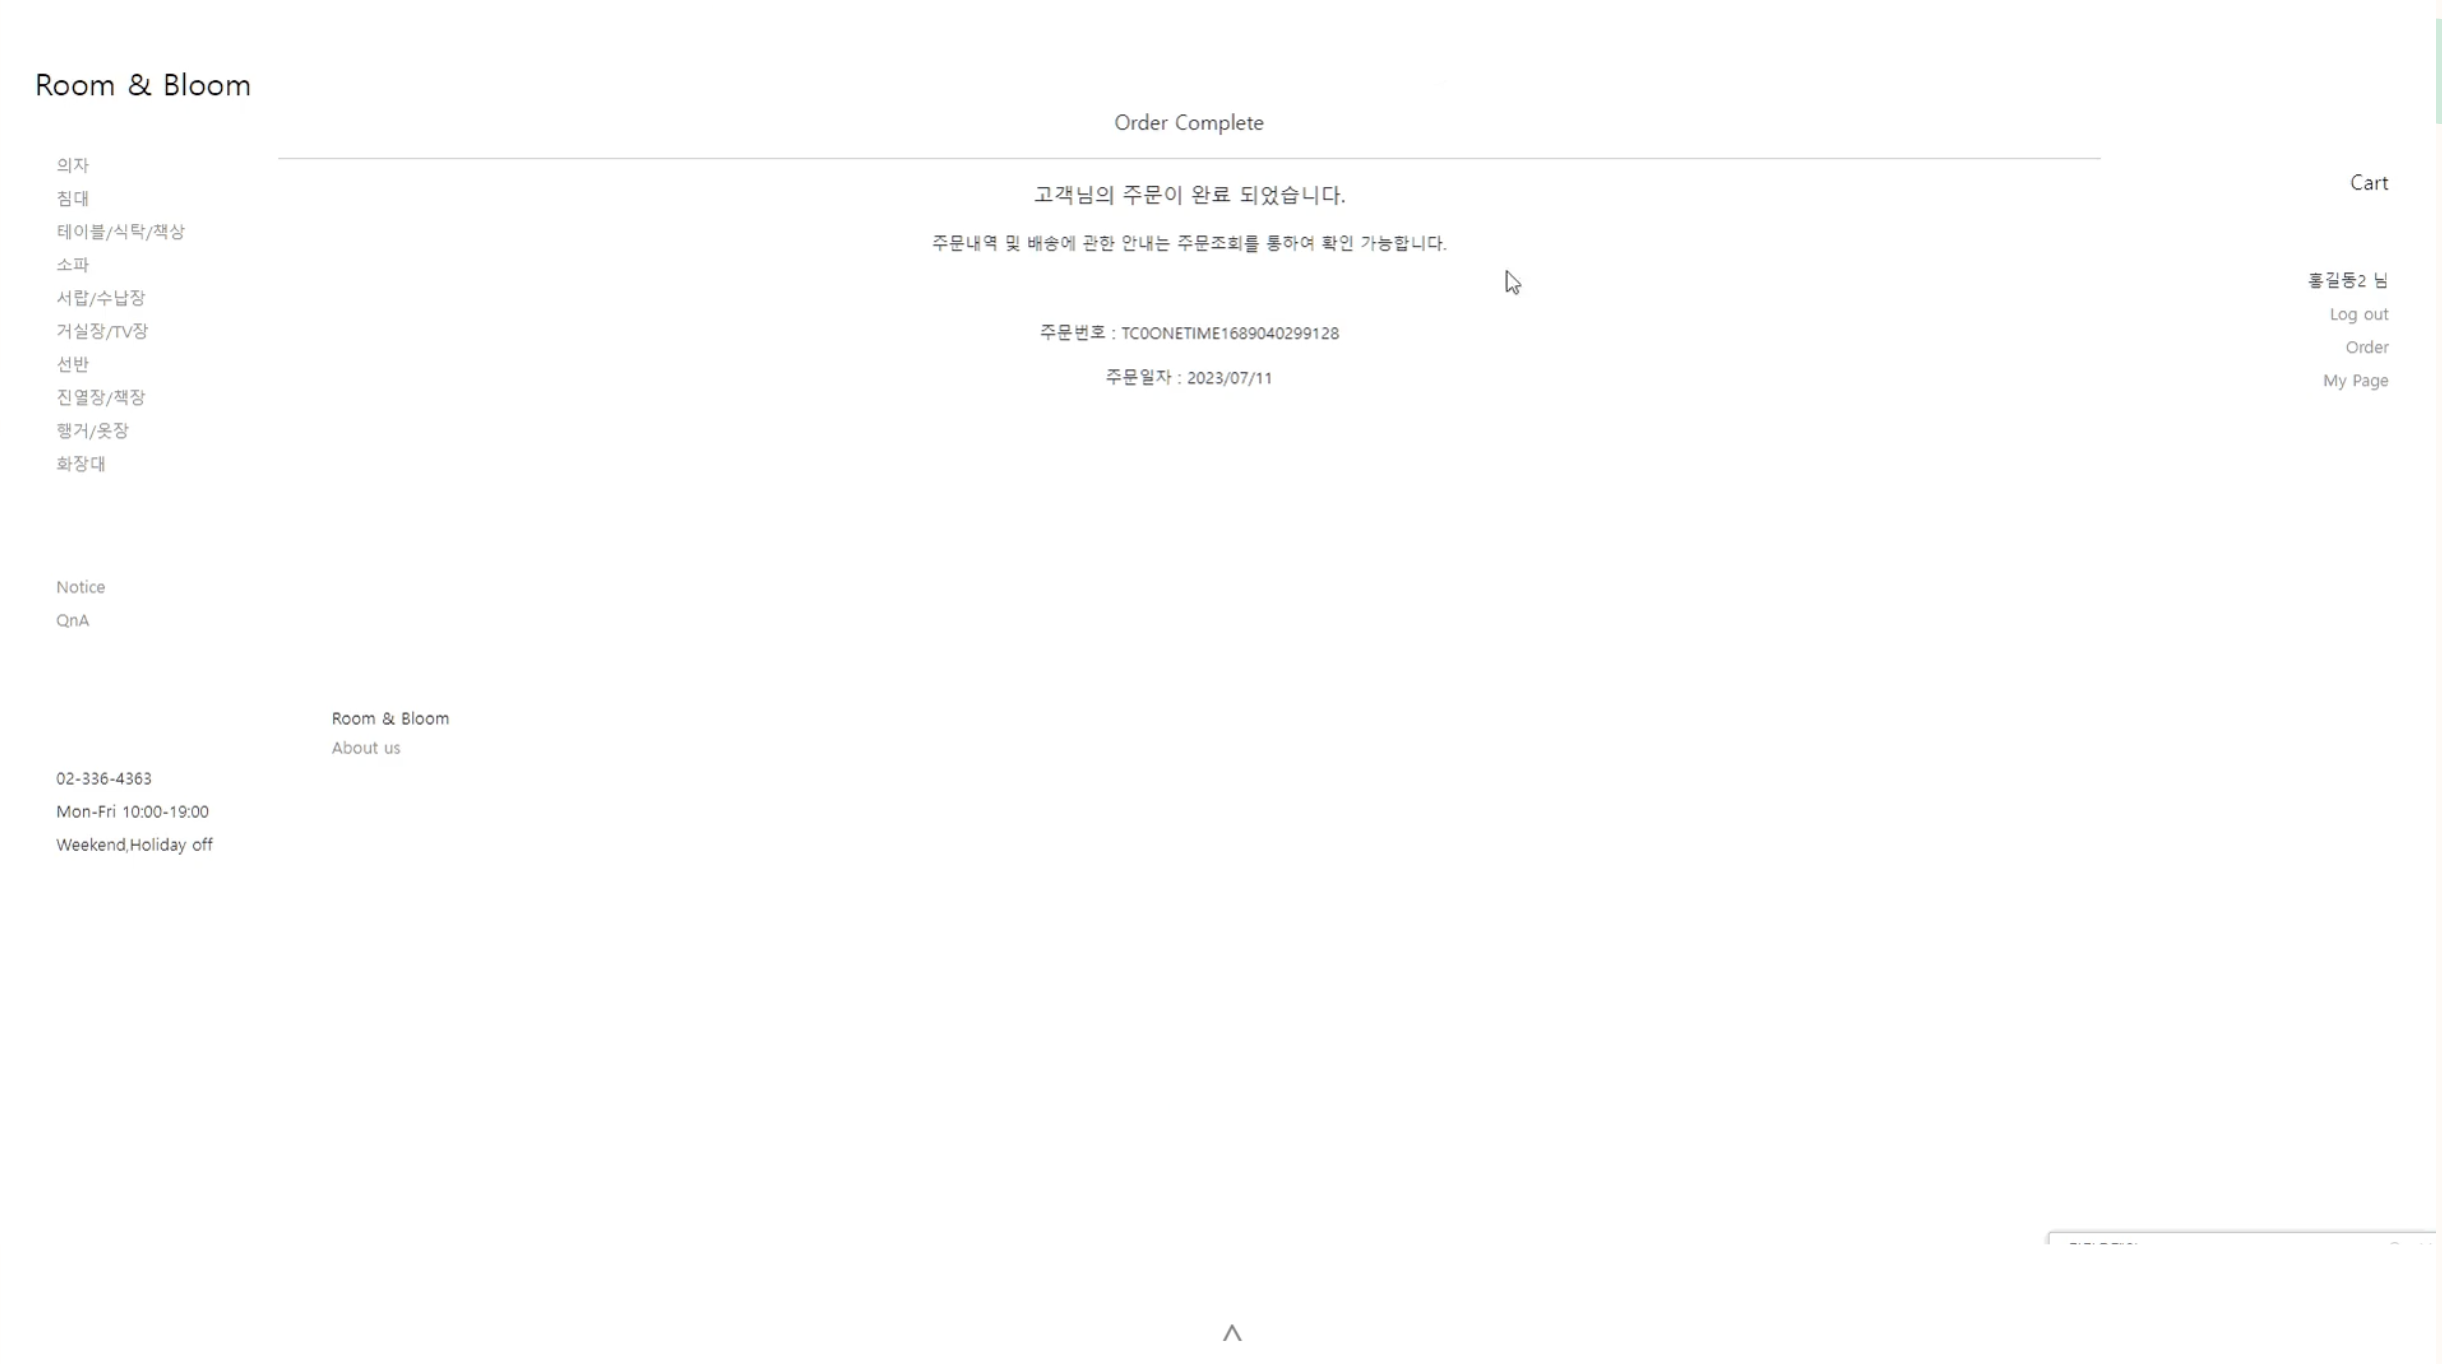 Room & Bloom
Order Complete
의자
침대
테이블/식탁/책상
소파
서랍/수납장
거실장/TV장
선반
진열장/책장
행거/옷장
화장대
고객님의 주문이 완료 되었습니다.
주문내역 및 배송에 관한 안내는 주문조회를 통하여 확인 가능합니다.
주문번호 : TC0ONETIME1689040299128
주문일자 : 2023/07/11
Cart
홍길동2 님
Log out
Order
My Page
Notice
QnA
Room & Bloom
About us
02-336-4363
Mon-Fri 10:00-19:00
Weekend,Holiday off